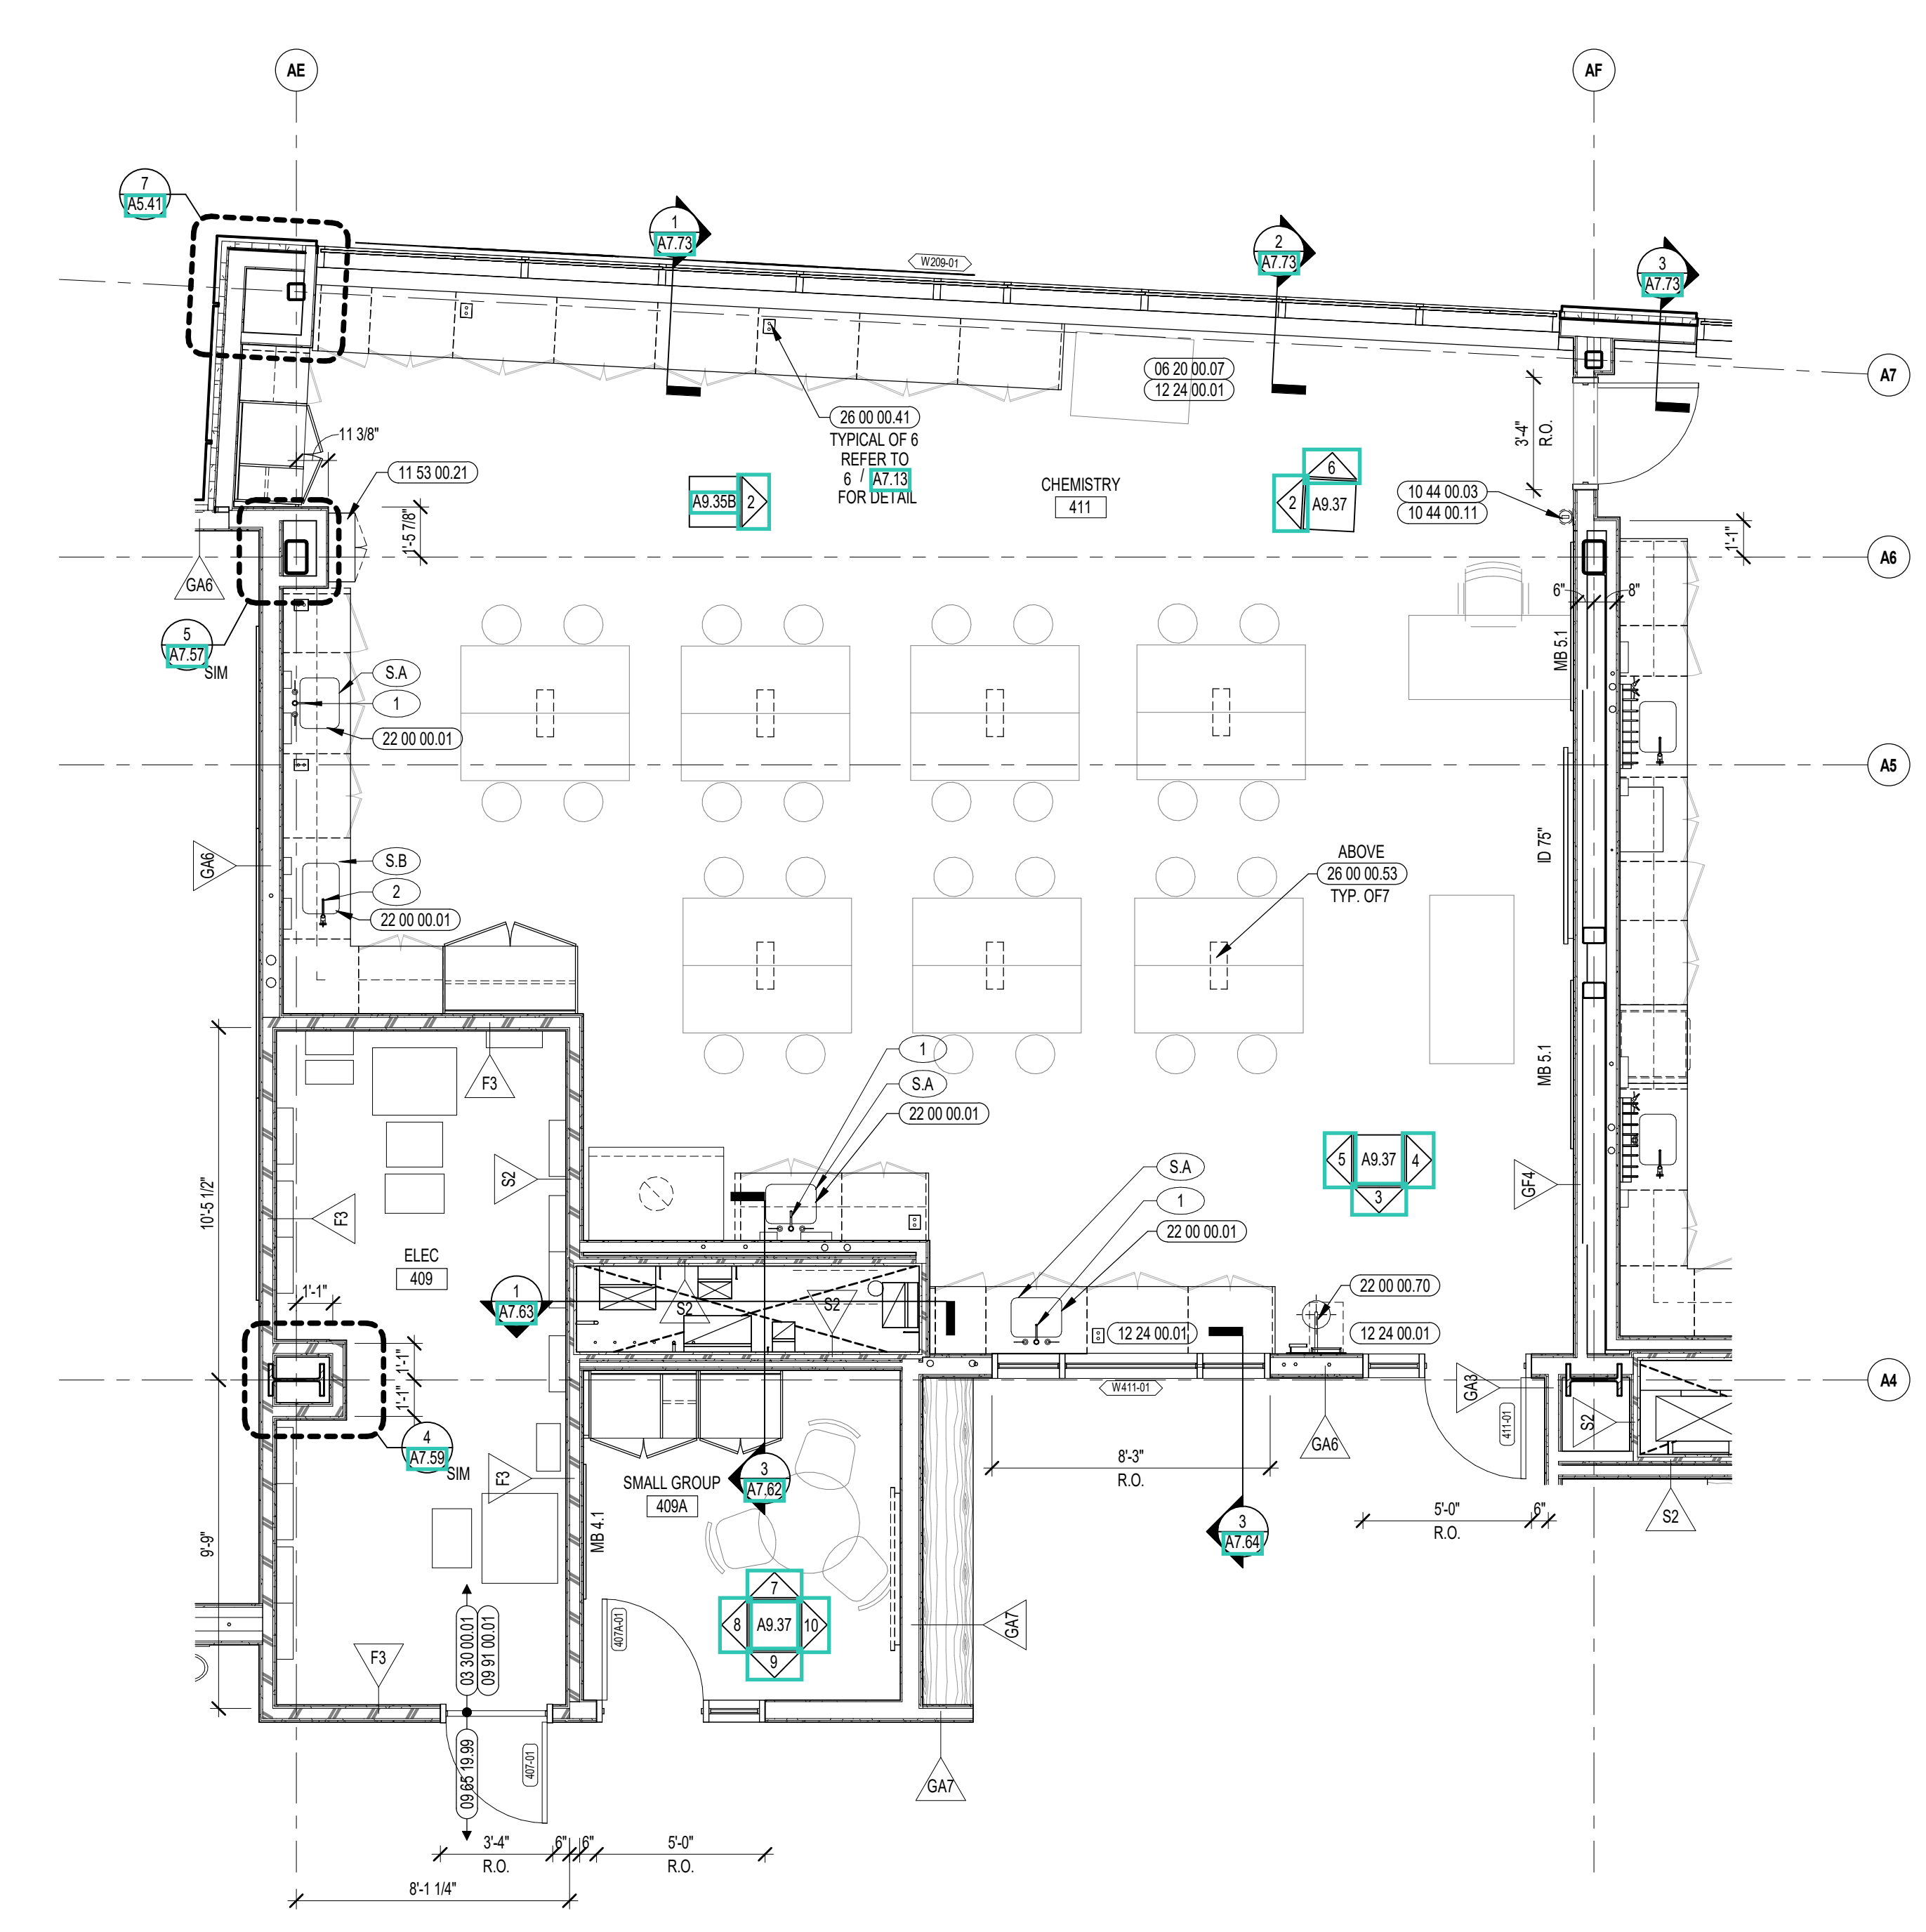 AE
AF
7
A5.41
1
A7.73
2
A7.73
3
A7.73
W209-01
A7
06 20 00.07
12 24 00.01
26 00 00.41
TYPICAL OF 6
REFER TO
6 / A7.13
FOR DETAIL
3'-4"
R.O.
11 3/8"
11 53 00.21
A9.35B
2
CHEMISTRY
411
6
2
A9.37
10 44 00.03
10 44 00.11
1'-5 7/8"
1'-1"
A6
GA6
6"
8"
5
A7.57
SIM
MB 5.1
S.A
1
22 00 00.01
A5
GA6
S.B
2
22 00 00.01
ABOVE
26 00 00.53
TYP. OF7
ID 75"
1
S.A
22 00 00.01
F3
MB 5.1
S2
S.A
1
22 00 00.01
5
A9.37
4
3
GF4
10'-5 1/2"
F3
ELEC
409
1'-1"
1
A7.63
S2
S2
22 00 00.70
12 24 00.01
12 24 00.01
1'-1"
1'-1"
W411-01
GA3
A4
411-01
S2
4
A7.59
SIM
F3
SMALL GROUP
409A
3
A7.62
8'-3"
R.O.
GA6
MB 4.1
3
A7.64
5'-0"
R.O.
6"
S2
9'-9"
7
8
A9.37
10
9
GA7
407A-01
03 30 00.01
09 91 00.01
F3
09 65 19.99
407-01
GA7
3'-4"
R.O.
6"
6"
5'-0"
R.O.
8'-1 1/4"